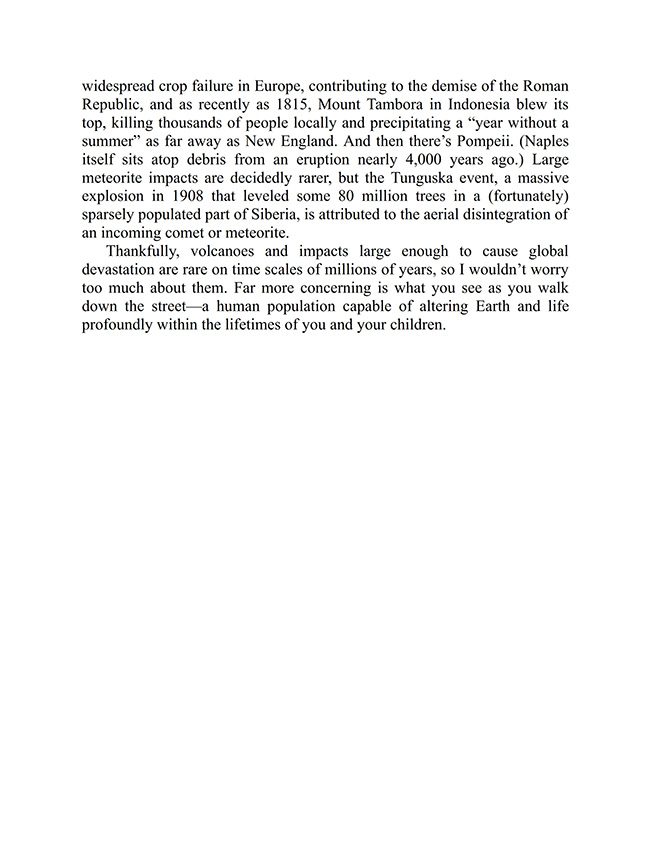 widespread crop failure in Europe, contributing to the demise of the Roman
Republic, and as recently as 1815, Mount Tambora in Indonesia blew its
top, killing thousands of people locally and precipitating a “year without a
summer” as far away as New England. And then there’s Pompeii. (Naples
itself sits atop debris from an eruption nearly 4,000 years ago.) Large
meteorite impacts are decidedly rarer, but the Tunguska event, a massive
explosion in 1908 that leveled some 80 million trees in a (fortunately)
sparsely populated part of Siberia, is attributed to the aerial disintegration of
an incoming comet or meteorite.
Thankfully, volcanoes and impacts large enough to cause global
devastation are rare on time scales of millions of years, so I wouldn’t worry
too much about them. Far more concerning is what you see as you walk
down the street—a human population capable of altering Earth and life
profoundly within the lifetimes of you and your children.